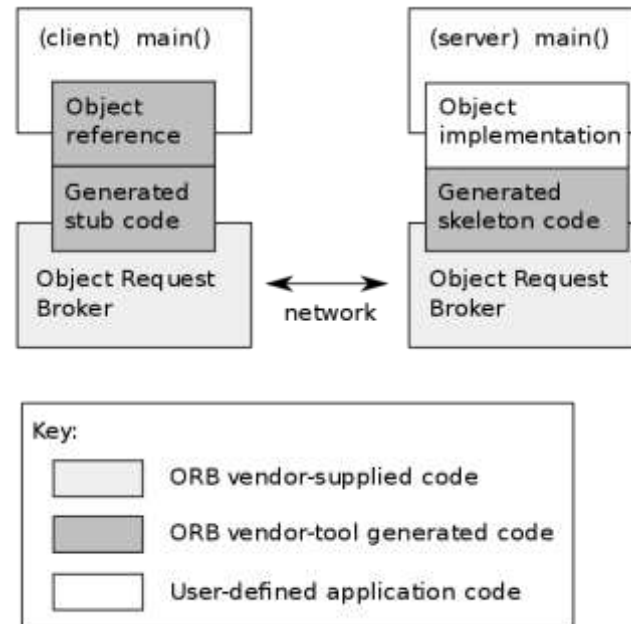 (client) main()
Object
reference
Generated
stub code
Object Request
Broker
network
(server) main()
Object
implementation
Generated
skeleton code
Object Request
Broker
Key:
ORB vendor-supplied code
ORB vendor-tool generated code
User-defined application code